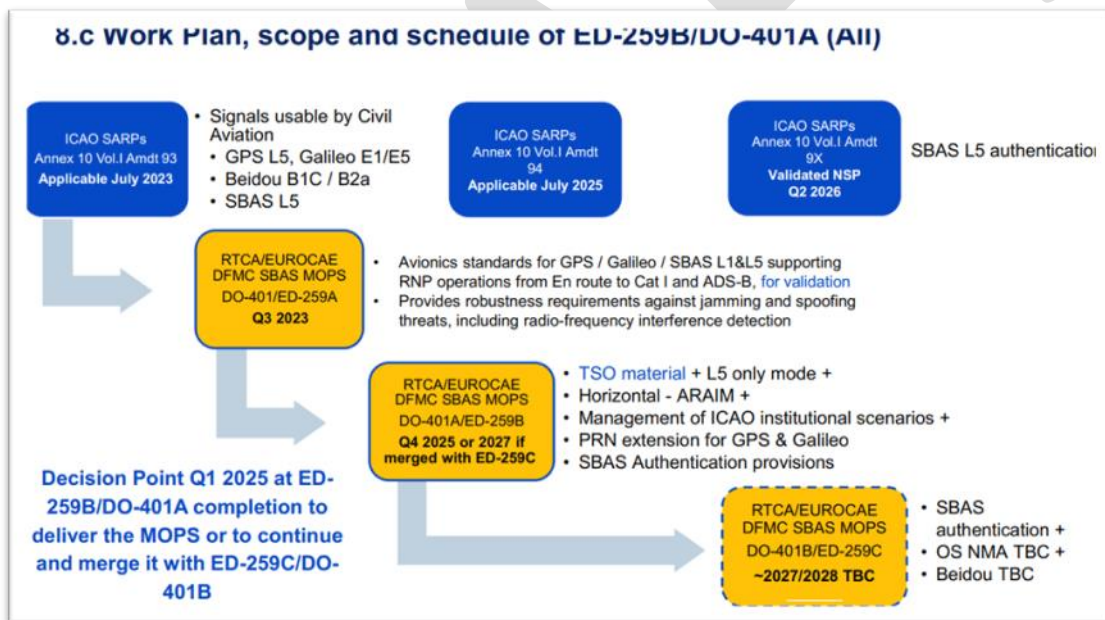 8.c Work Plan, scope and schedule of ED-259B/DO-401A (All)
ICAO SARPs
Annex 10 Vol.I Amdt 93
Applicable July 2023
• Signals usable by Civil
Aviation
• GPS L5, Galileo E1/E5
• Beidou B1C / B2a
• SBAS L5
ICAO SARPs
Annex 10 Vol.I Amdt
94
Applicable July 2025
ICAO SARPs
Annex 10 Vol.I Amdt
9X
Validated NSP
Q2 2026
SBAS L5 authenticatio
RTCA/EUROCAE
DFMC SBAS MOPS
DO-401/ED-259A
Q3 2023
• Avionics standards for GPS / Galileo / SBAS L1&L5 supporting
RNP operations from En route to Cat I and ADS-B, for validation
• Provides robustness requirements against jamming and spoofing
threats, including radio-frequency interference detection
RTCA/EUROCAE
DFMC SBAS MOPS
DO-401A/ED-259B
Q4 2025 or 2027 if
merged with ED-259C
• TSO material + L5 only mode +
• Horizontal - ARAIM +
• Management of ICAO institutional scenarios +
• PRN extension for GPS & Galileo
• SBAS Authentication provisions
Decision Point Q1 2025 at ED-
259B/DO-401A completion to
deliver the MOPS or to continue
and merge it with ED-259C/DO-
401B
RTCA/EUROCAE
DFMC SBAS MOPS
DO-401B/ED-259C
~2027/2028 TBC
• SBAS
authentication +
• OS NMA TBC +
• Beidou TBC